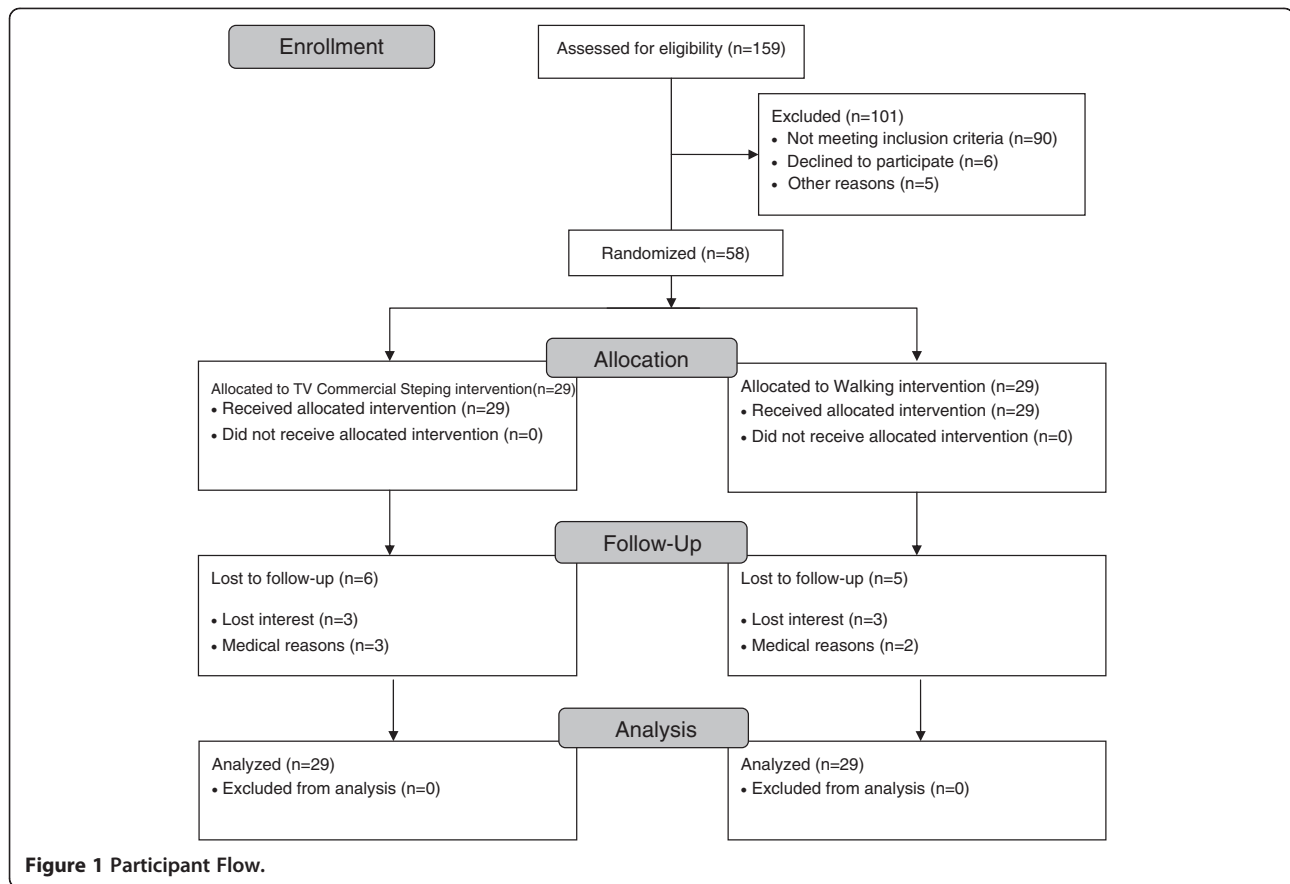 Enrollment
Assessed for eligibility (n=159)
Excluded (n=101)
• Not meeting inclusion criteria (n=90)
• Declined to participate (n=6)
• Other reasons (n=5)
Randomized (n=58)
Allocation
Allocated to TV Commercial Steping intervention(n=29)
• Received allocated intervention (n=29)
• Did not receive allocated intervention (n=0)
Allocated to Walking intervention (n=29)
• Received allocated intervention (n=29)
• Did not receive allocated intervention (n=0)
Follow-Up
Lost to follow-up (n=6)
• Lost interest (n=3)
• Medical reasons (n=3)
Lost to follow-up (n=5)
• Lost interest (n=3)
• Medical reasons (n=2)
Analysis
Analyzed (n=29)
• Excluded from analysis (n=0)
Analyzed (n=29)
• Excluded from analysis (n=0)
Figure 1 Participant Flow.